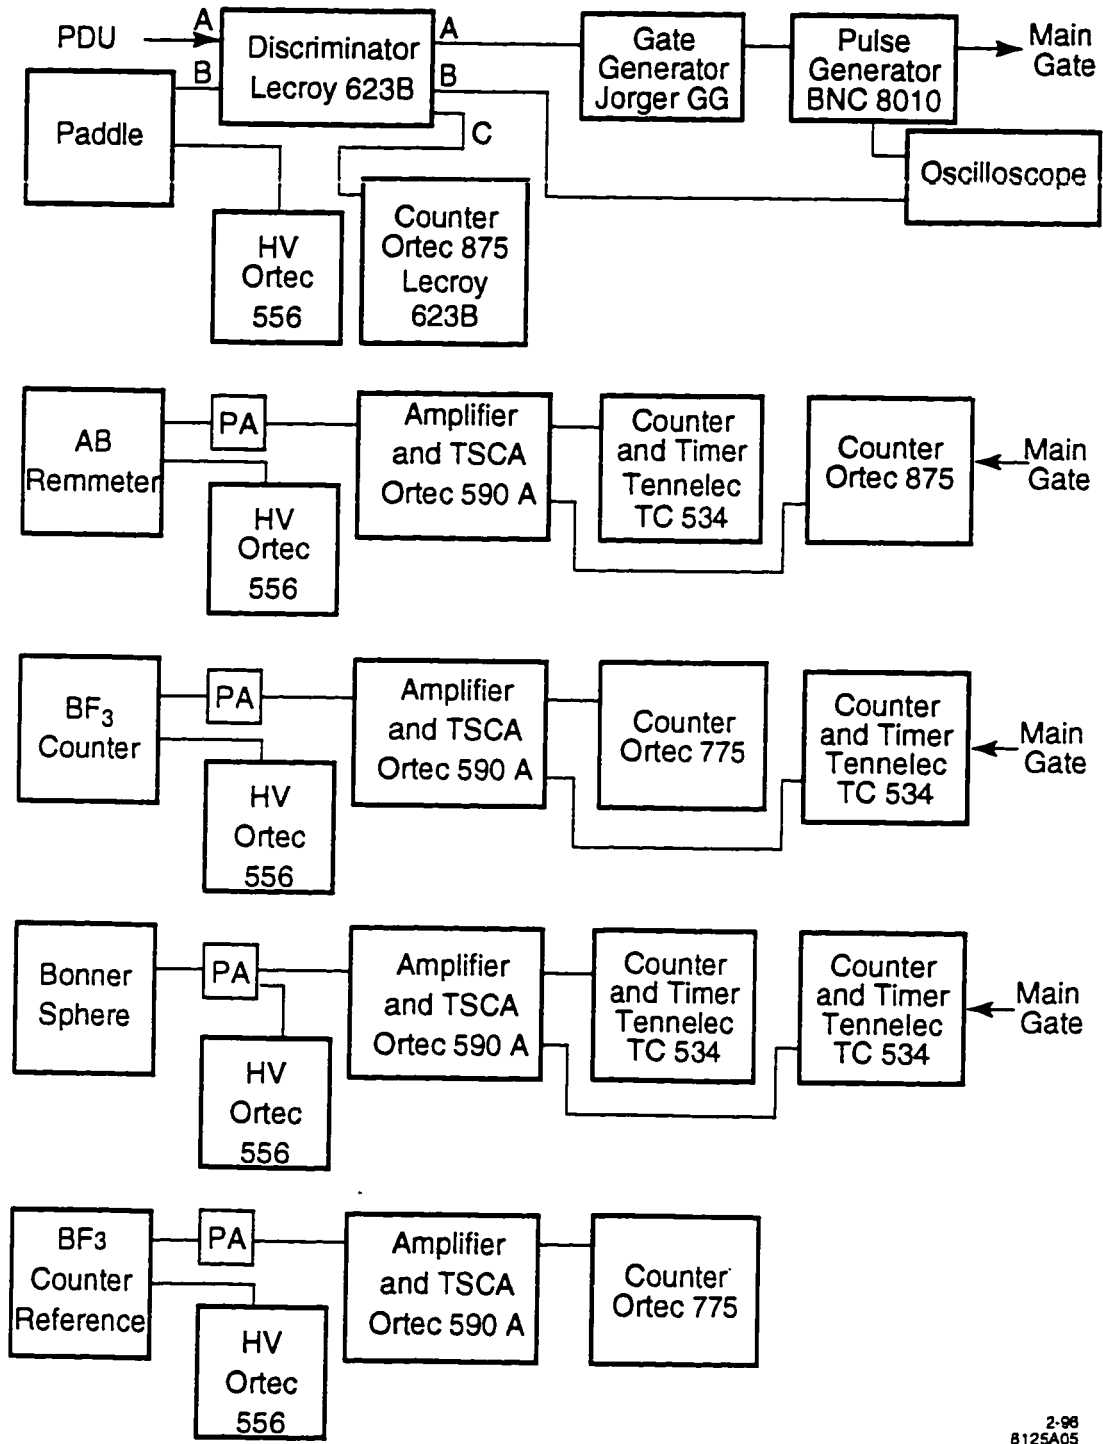 PDU
A
B
Discriminator
Lecroy 623B
A
B
C
Gate
Generator
Jorger GG
Pulse
Generator
BNC 8010
Main
Gate
Paddle
Oscilloscope
HV
Ortec
556
Counter
Ortec 875
Lecroy
623B
AB
Remmeter
PA
HV
Ortec
556
Amplifier
and TSCA
Ortec 590 A
Counter
and Timer
Tennelec
TC 534
Counter
Ortec 875
Main
Gate
BF3
Counter
PA
HV
Ortec
556
Amplifier
and TSCA
Ortec 590 A
Counter
Ortec 775
Counter
and Timer
Tennelec
TC 534
Main
Gate
Bonner
Sphere
PA
HV
Ortec
556
Amplifier
and TSCA
Ortec 590 A
Counter
and Timer
Tennelec
TC 534
Counter
and Timer
Tennelec
TC 534
Main
Gate
BF3
Counter
Reference
PA
HV
Ortec
556
Amplifier
and TSCA
Ortec 590 A
Counter
Ortec 775
2-96
8125A05